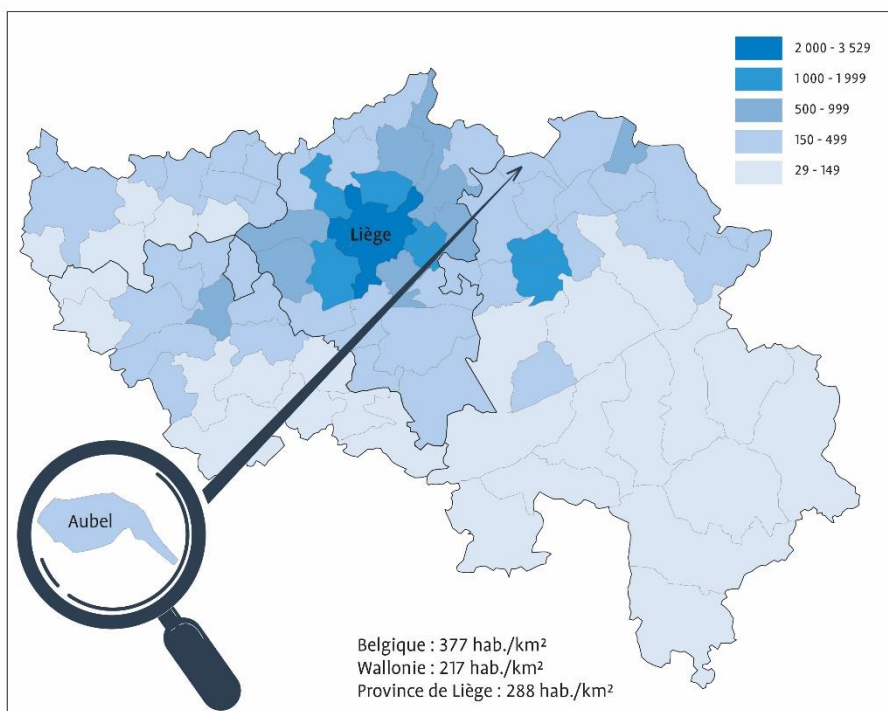 2 000 - 3 529
1 000 - 1 999
500 - 999
150 - 499
29 - 149
Liège
Aubel
Belgique : 377 hab./km²
Wallonie : 217 hab./km²
Province de Liège : 288 hab./km²